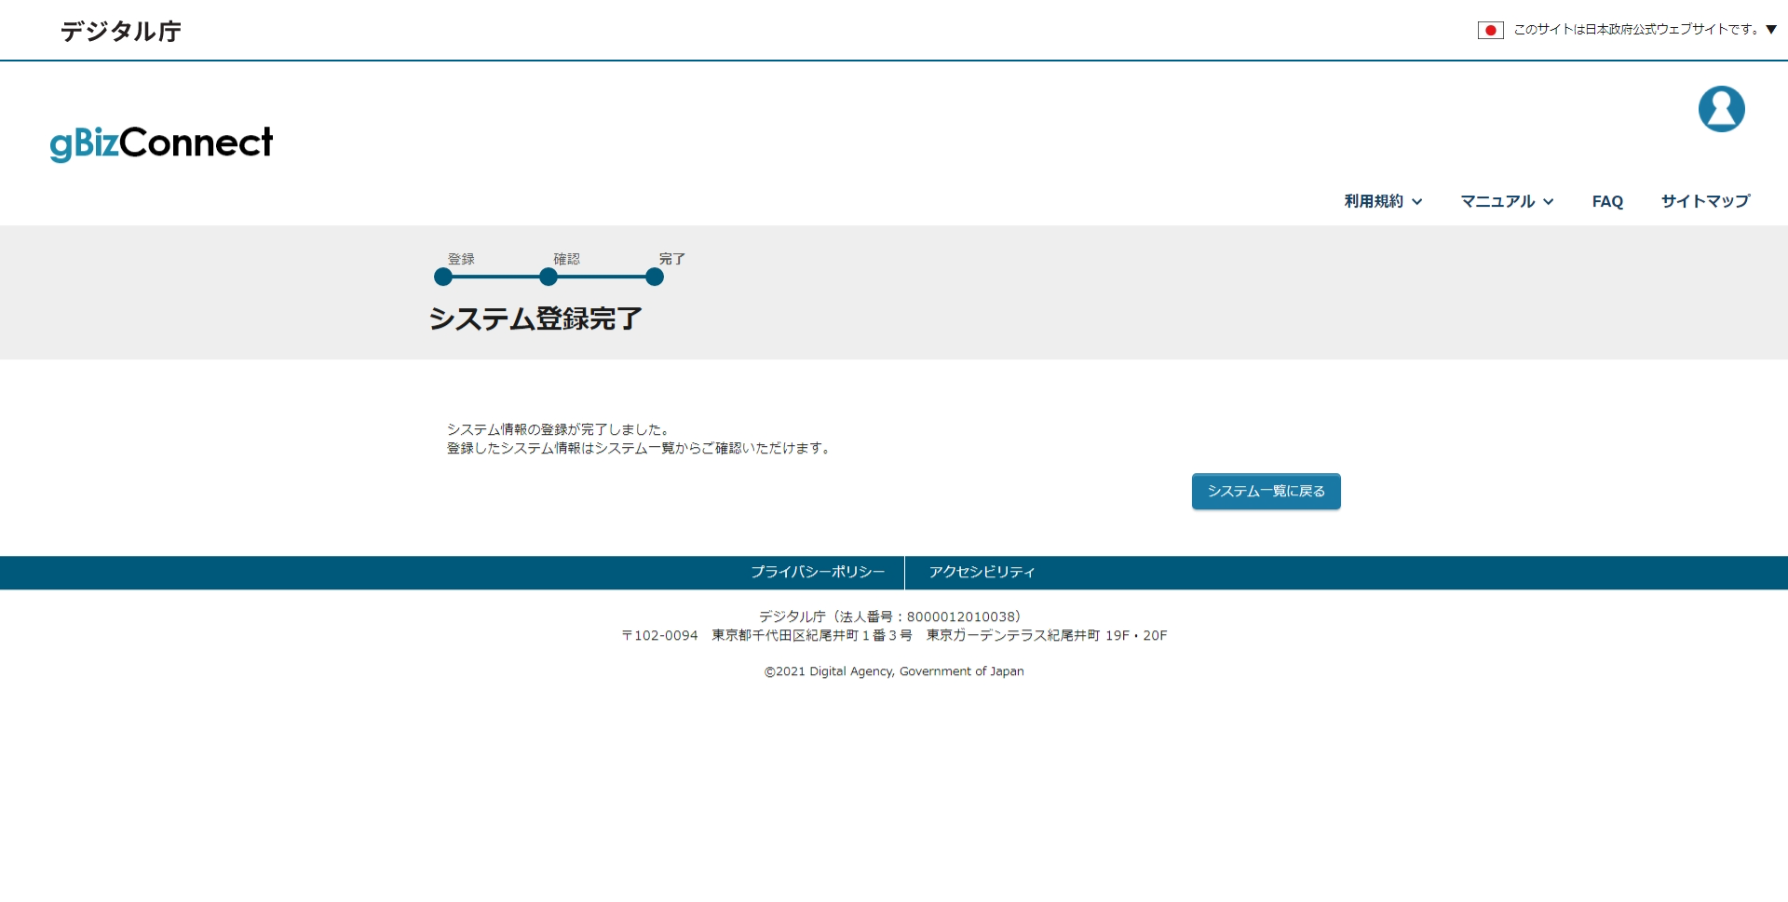 デジタル庁
このサイトは日本政府公式ウェブサイトです。▼
gBizConnect
利用規約 マニュアル FAQ サイトマップ
登録 確認 完了
システム登録完了
システム情報の登録が完了しました。
登録したシステム情報はシステム一覧からご確認いただけます。
システム一覧に戻る
プライバシーポリシー アクセシビリティ
デジタル庁（法人番号：8000012010038）
〒102-0094　東京都千代田区紀尾井町１番３号　東京ガーデンテラス紀尾井町 19F・20F
©2021 Digital Agency, Government of Japan